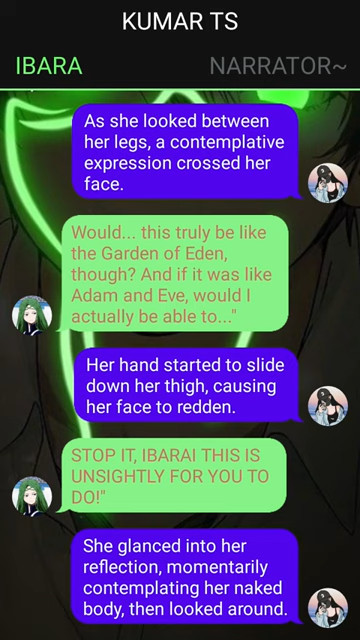 KUMAR TS
IBARA
NARRATOR~
As she looked between
her legs, a contemplative
expression crossed her
face.
Would... this truly be like
the Garden of Eden,
though? And if it was like
Adam and Eve, would I
actually be able to..."
Her hand started to slide
down her thigh, causing
her face to redden.
STOP IT, IBARAI THIS IS
UNSIGHTLY FOR YOU TO
DO!"
She glanced into her
reflection, momentarily
contemplating her naked
body, then looked around.